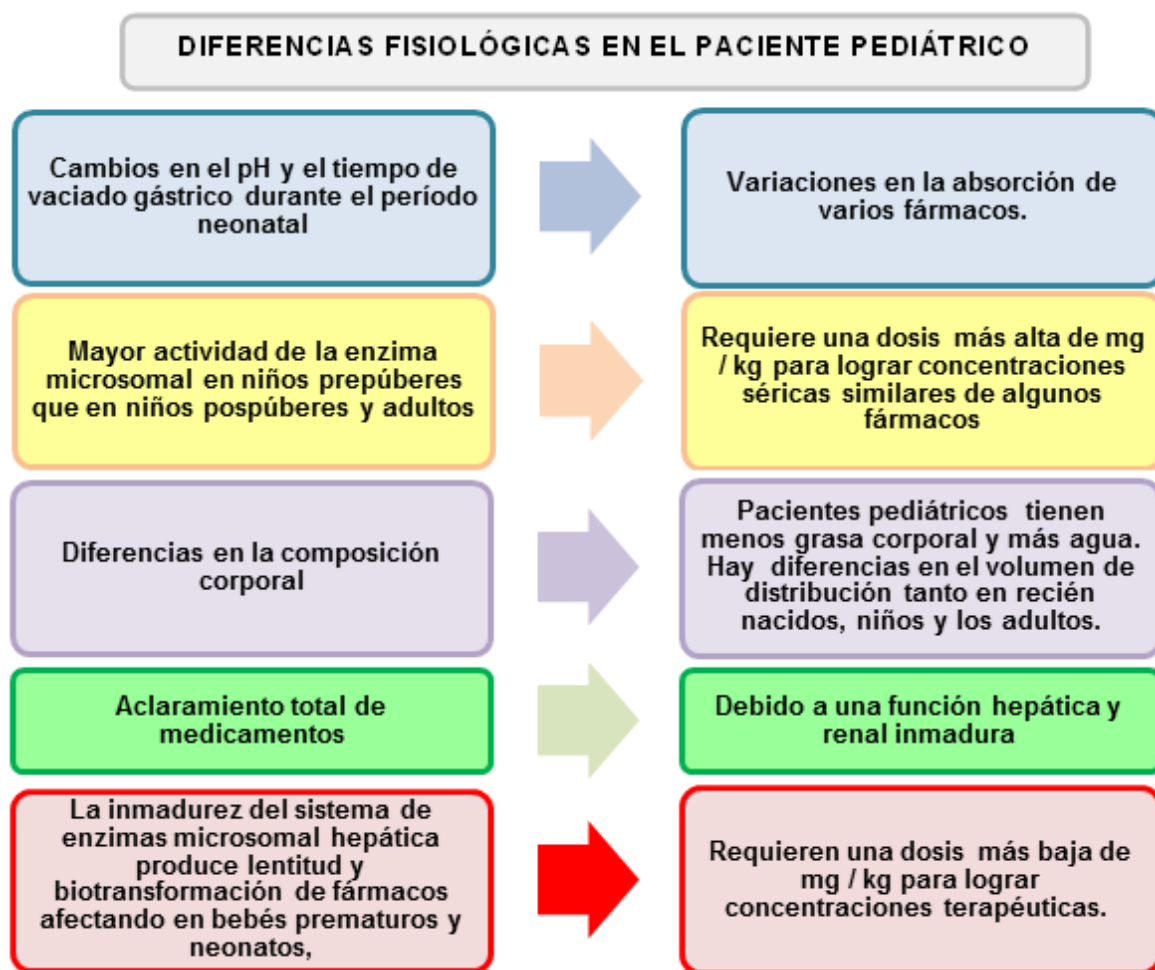 DIFERENCIAS FISIOLÓGICAS EN EL PACIENTE PEDIÁTRICO
Cambios en el pH y el tiempo de
vaciado gástrico durante el período
neonatal
Variaciones en la absorción de
varios fármacos.
Mayor actividad de la enzima
microsomal en niños prepúberes
que en niños pospúberes y adultos
Requiere una dosis más alta de mg
/ kg para lograr concentraciones
séricas similares de algunos
fármacos
Diferencias en la composición
corporal
Pacientes pediátricos tienen
menos grasa corporal y más agua.
Hay diferencias en el volumen de
distribución tanto en recién
nacidos, niños y los adultos.
Aclaramiento total de
medicamentos
Debido a una función hepática y
renal inmadura
La inmadurez del sistema de
enzimas microsomal hepática
produce lentitud y
biotransformación de fármacos
afectando en bebés prematuros y
neonatos,
Requieren una dosis más baja de
mg / kg para lograr
concentraciones terapéuticas.